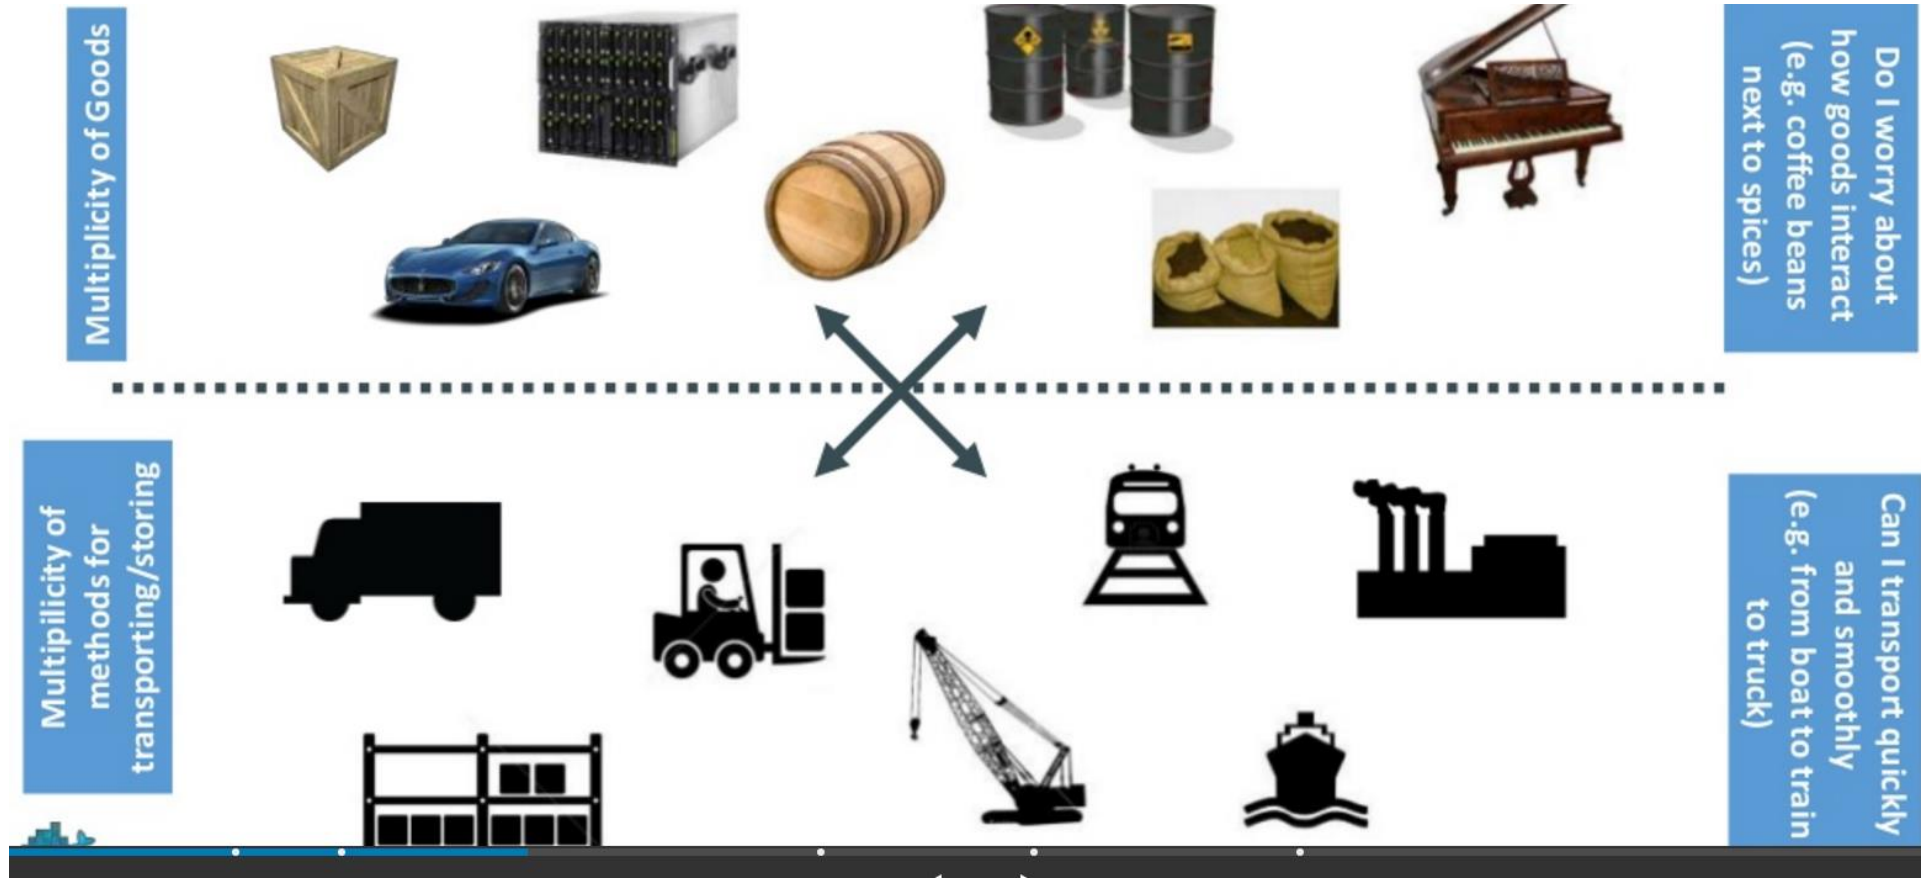 Multiplicity of Goods
Do I worry about
how goods interact
(e.g. coffee beans
next to spices)
Multipilicity of
methods for
transporting/storing
Can I transport quickly
and smoothly
(e.g. from boat to train
to truck)